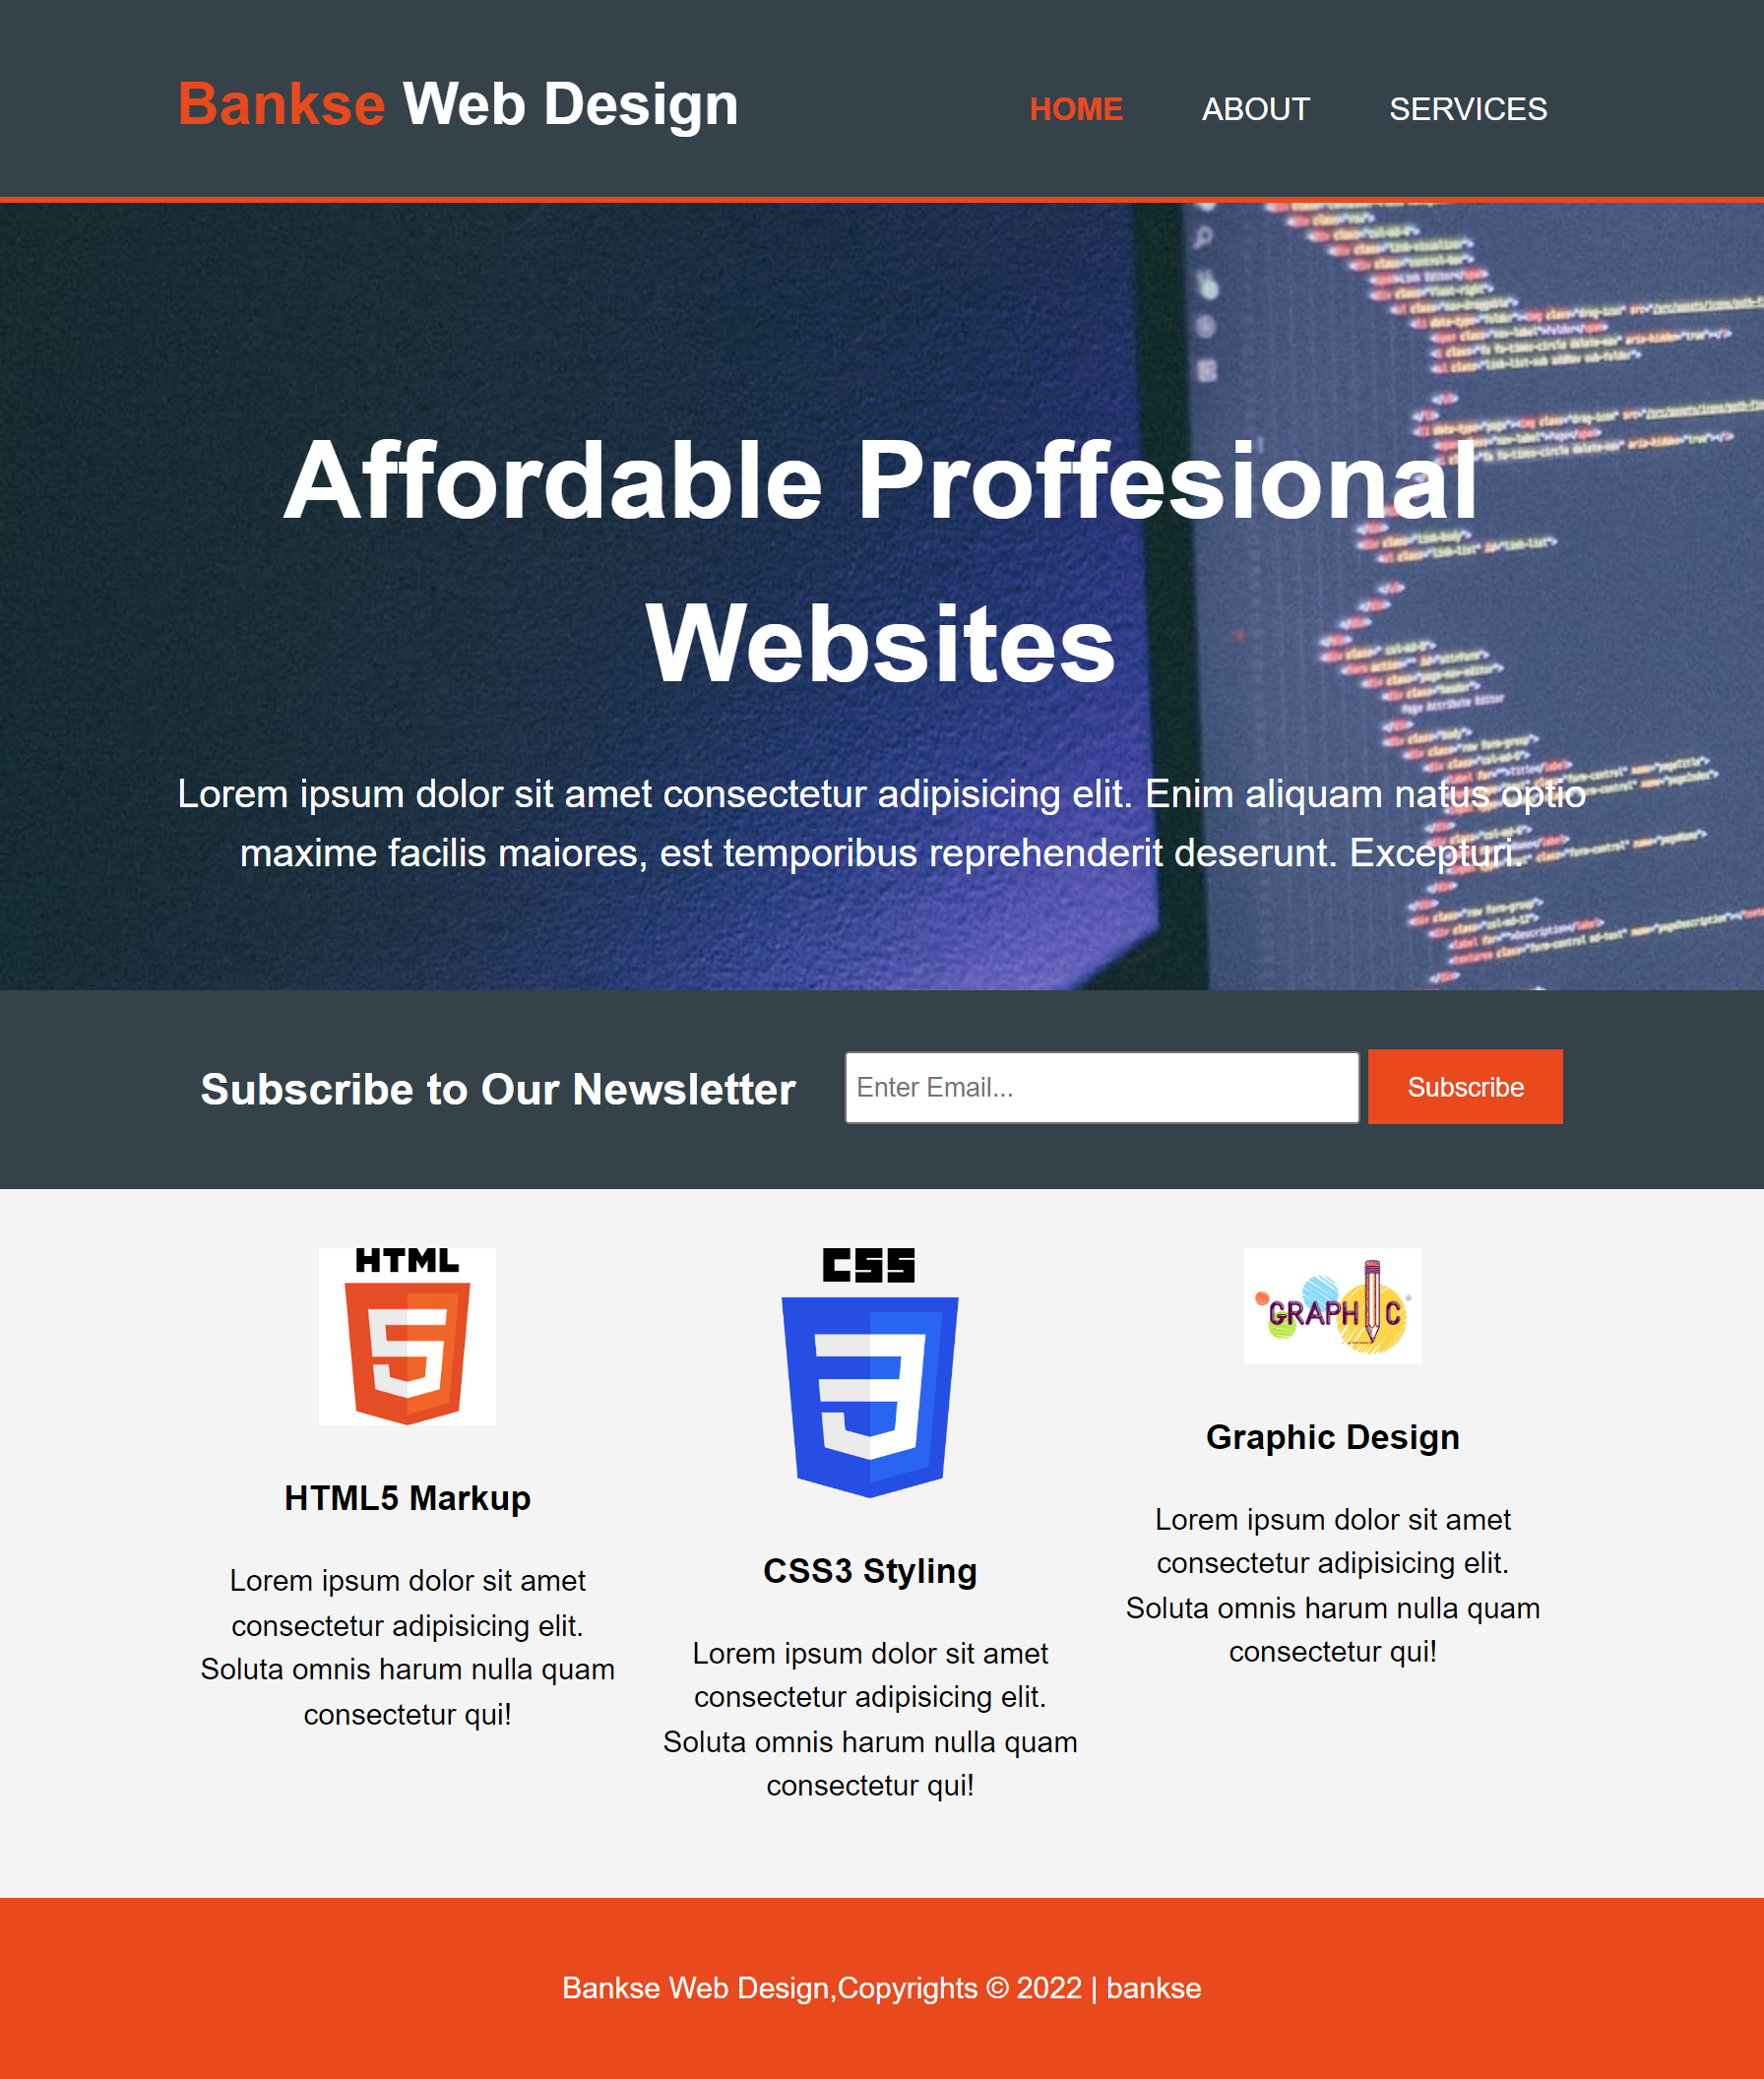 Bankse Web Design
HOME ABOUT SERVICES
Affordable Proffesional
Websites
Lorem ipsum dolor sit amet consectetur adipisicing elit. Enim aliquam natus optio
maxime facilis maiores, est temporibus reprehenderit deserunt. Excepturi.
Subscribe to Our Newsletter
Enter Email...
Subscribe
HTML
HTML5 Markup
Lorem ipsum dolor sit amet
consectetur adipisicing elit.
Soluta omnis harum nulla quam
consectetur qui!
CSS
CSS3 Styling
Lorem ipsum dolor sit amet
consectetur adipisicing elit.
Soluta omnis harum nulla quam
consectetur qui!
GRAPHIC
Graphic Design
Lorem ipsum dolor sit amet
consectetur adipisicing elit.
Soluta omnis harum nulla quam
consectetur qui!
Bankse Web Design,Copyrights © 2022 | bankse